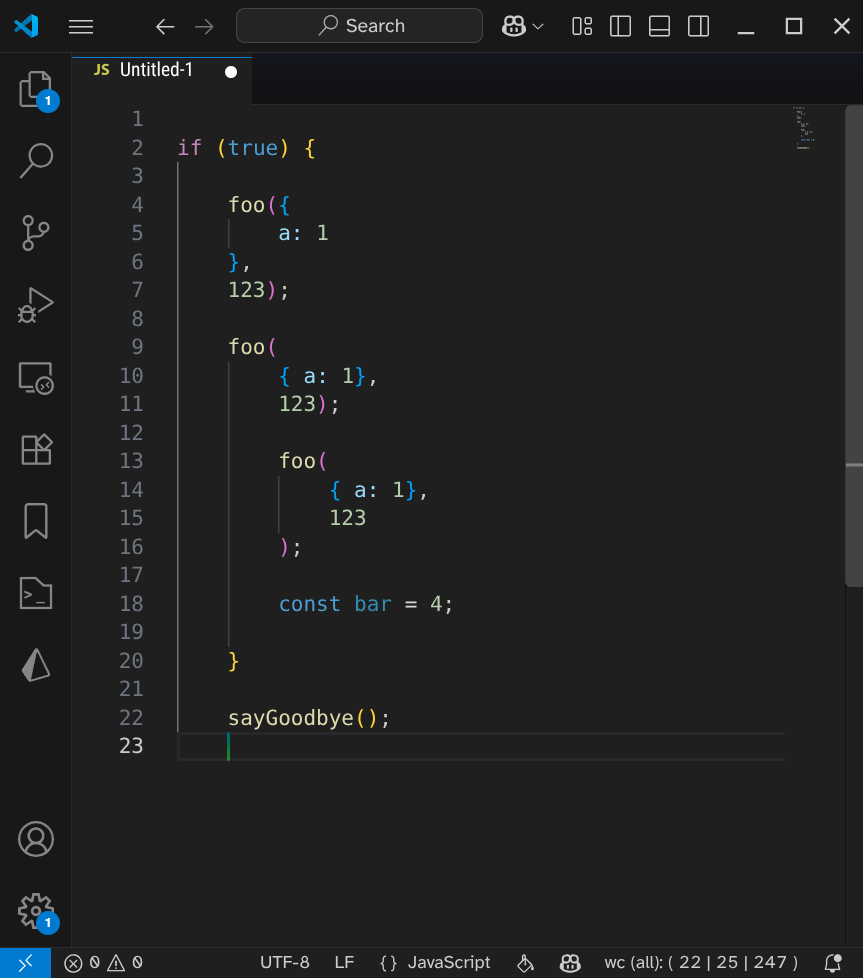 Search
JS Untitled-1
1
1
2 if (true) {
3
4 foo({
5 a: 1
6 },
7 123);
8
9 foo(
10 { a: 1},
11 123);
12
13 foo(
14 { a: 1},
15 123
16 );
17
18 const bar = 4;
19
20 }
21
22 sayGoodbye();
23
1
0 0 UTF-8 LF {} JavaScript wc (all): ( 22 | 25 | 247 )